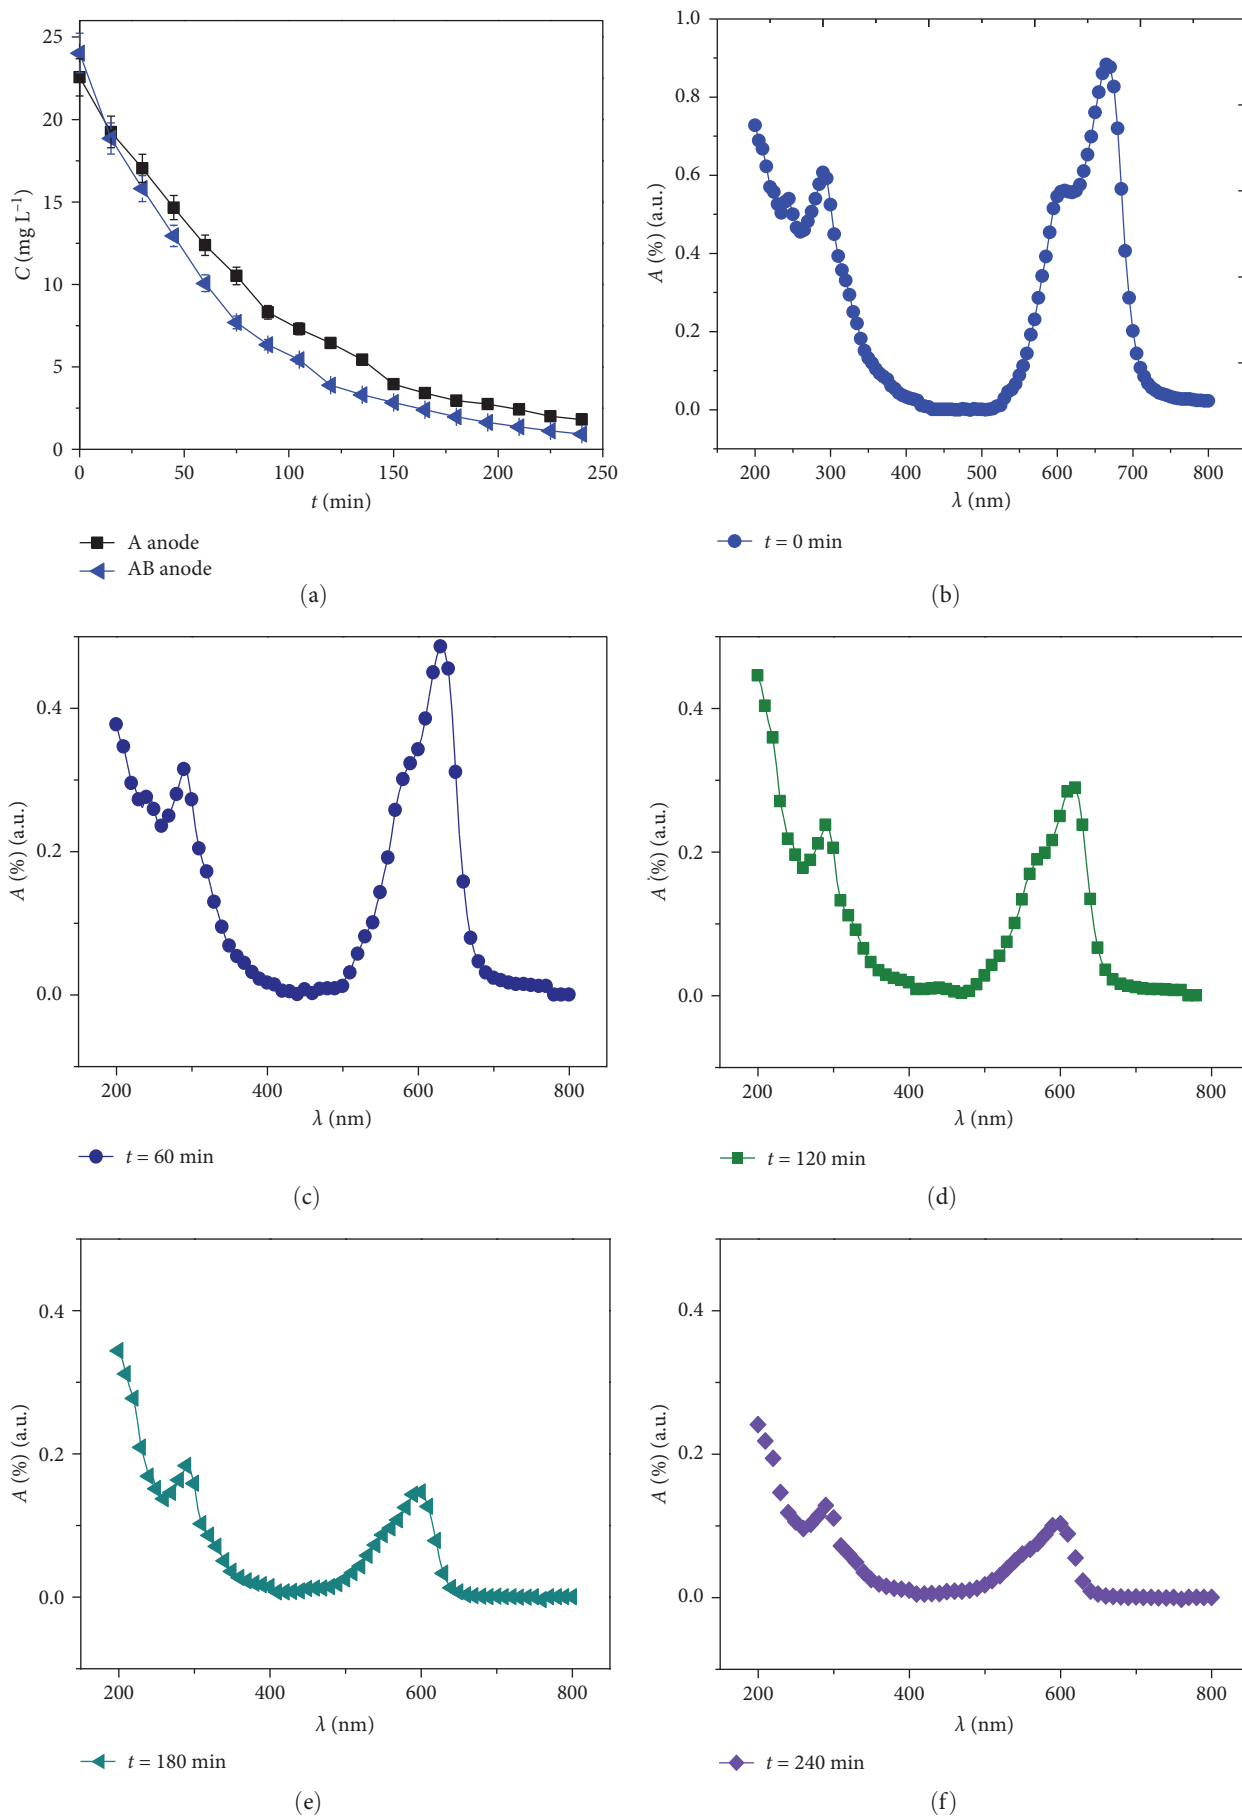 25
20
15
10
5
0
C (mg L−1)
0 50 100 150 200 250
t (min)
A anode
AB anode
(a)
1.0
0.8
0.6
0.4
0.2
0.0
A (%) (a.u.)
200 300 400 500 600 700 800
λ (nm)
t = 0 min
(b)
0.4
0.2
0.0
A (%) (a.u.)
200 400 600 800
λ (nm)
t = 60 min
(c)
0.4
0.2
0.0
A (%) (a.u.)
200 400 600 800
λ (nm)
t = 120 min
(d)
0.4
0.2
0.0
A (%) (a.u.)
200 400 600 800
λ (nm)
t = 180 min
(e)
0.4
0.2
0.0
A (%) (a.u.)
200 400 600 800
λ (nm)
t = 240 min
(f)